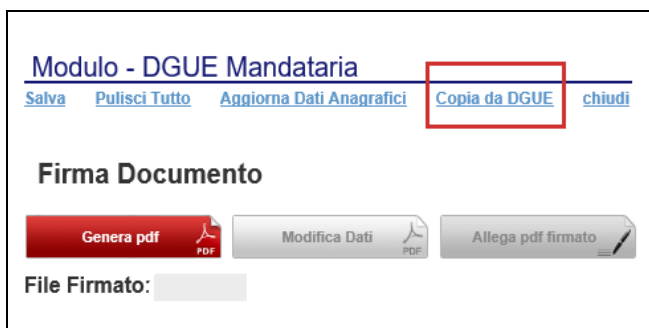 Modulo - DGUE Mandataria
Salva Pulisci Tutto Aggiorna Dati Anagrafici Copia da DGUE chiudi
Firma Documento
Genera pdf PDF Modifica Dati PDF Allega pdf firmato
File Firmato: